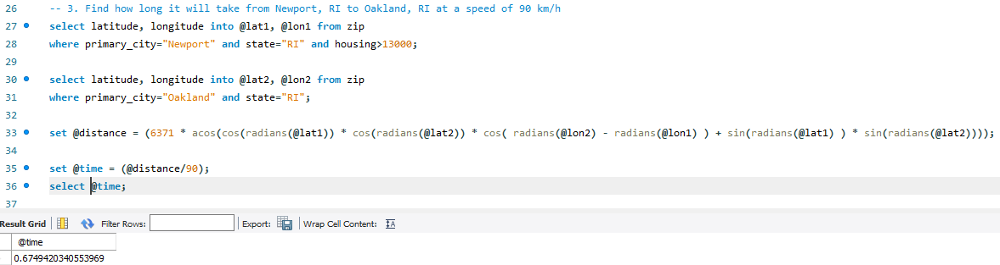 26 -- 3. Find how long it will take from Newport, RI to Oakland, RI at a speed of 90 km/h
27 select latitude, longitude into @lat1, @lon1 from zip
28 where primary_city="Newport" and state="RI" and housing>13000;
29
30 select latitude, longitude into @lat2, @lon2 from zip
31 where primary_city="Oakland" and state="RI";
32
33 set @distance = (6371 * acos(cos(radians(@lat1)) * cos(radians(@lat2)) * cos( radians(@lon2) - radians(@lon1) ) + sin(radians(@lat1) ) * sin(radians(@lat2))));
34
35 set @time = (@distance/90);
36 select @time;
37
Result Grid Filter Rows: Export: Wrap Cell Content: IA
@time
0.6749420340553969